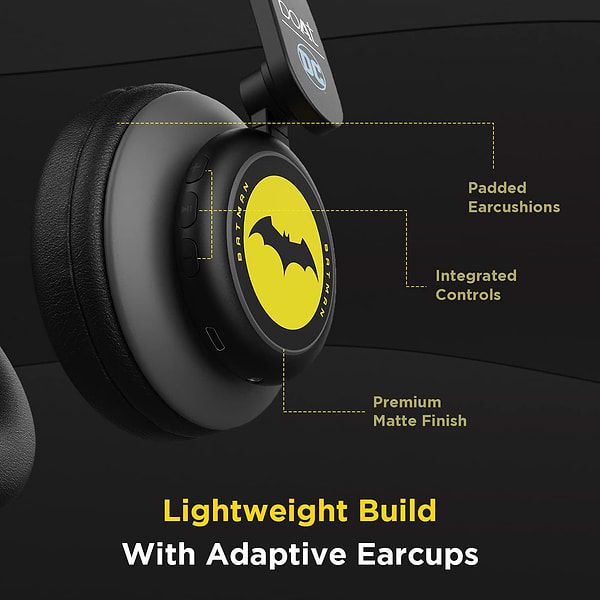 boAt
DC
BATMAN
BATMAN
Padded
Earcushions
Integrated
Controls
Premium
Matte Finish
Lightweight Build
With Adaptive Earcups